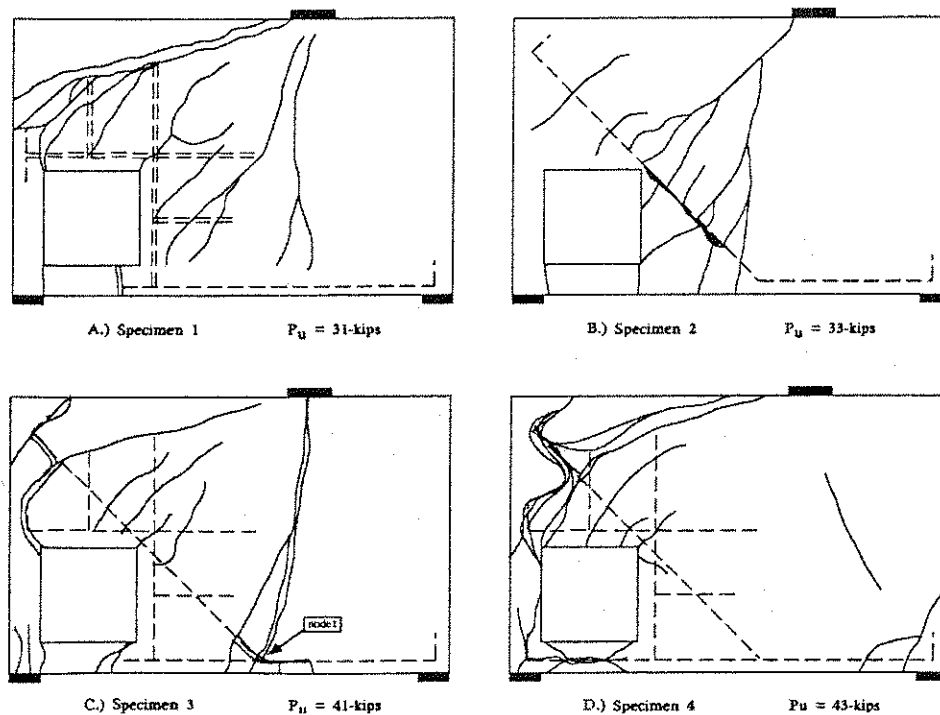 A.) Specimen 1 Pu = 31-kips
B.) Specimen 2 Pu = 33-kips
node1
C.) Specimen 3 Pu = 41-kips
D.) Specimen 4 Pu = 43-kips